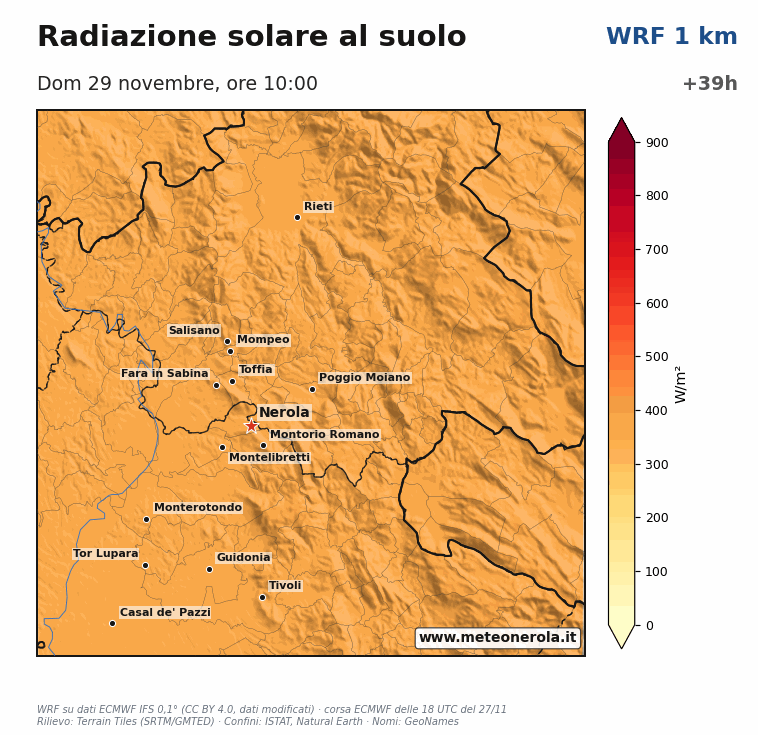 Radiazione solare al suolo
WRF 1 km
Dom 29 novembre, ore 10:00
+39h
Rieti
Salisano
Mompeo
Toffia
Fara in Sabina
Poggio Moiano
Nerola
Montorio Romano
Montelibretti
Monterotondo
Tor Lupara
Guidonia
Tivoli
Casal de' Pazzi
www.meteonerola.it
900
800
700
600
500
400
300
200
100
0
W/m²
WRF su dati ECMWF IFS 0,1° (CC BY 4.0, dati modificati) · corsa ECMWF delle 18 UTC del 27/11
Rilievo: Terrain Tiles (SRTM/GMTED) · Confini: ISTAT, Natural Earth · Nomi: GeoNames